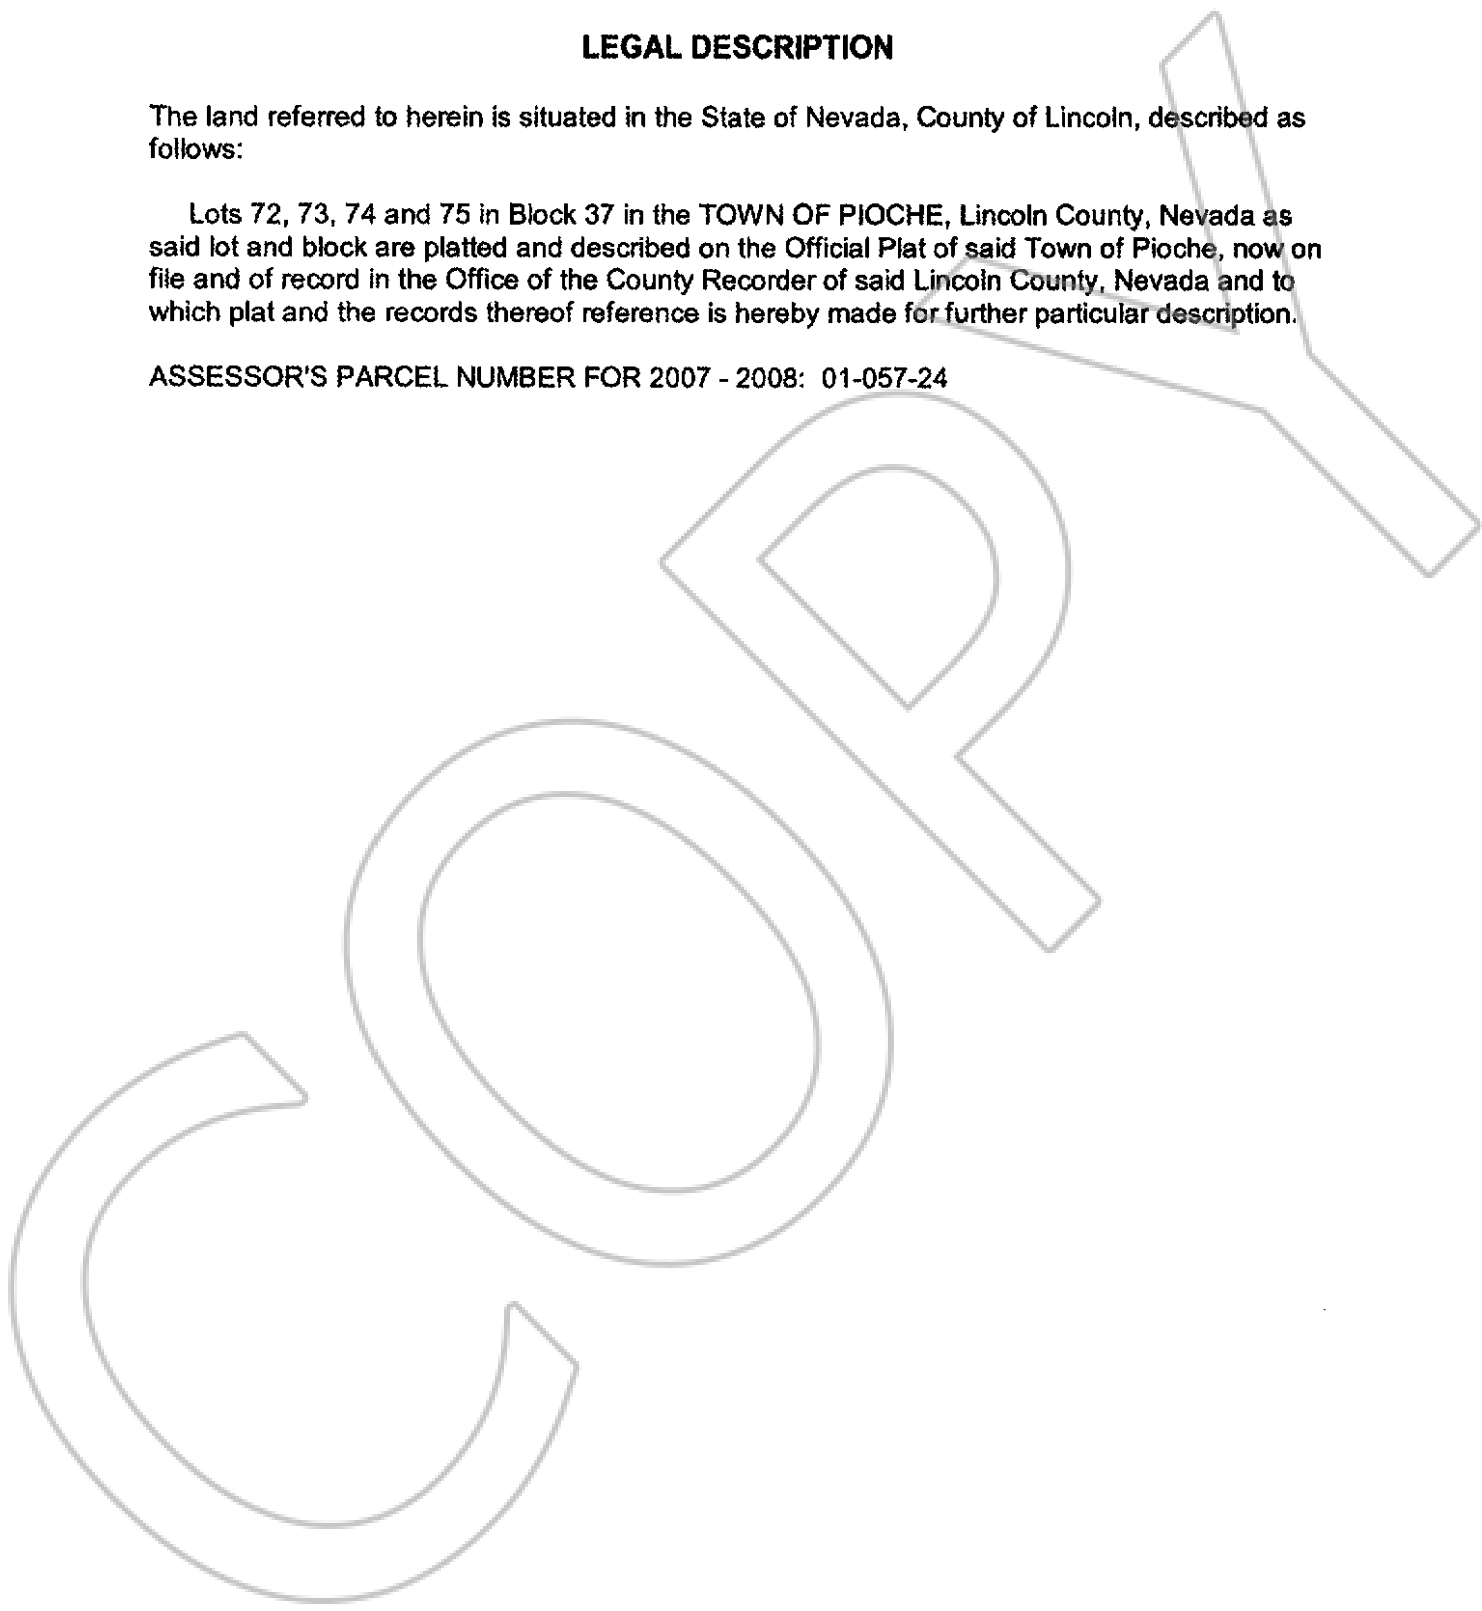 LEGAL DESCRIPTION
The land referred to herein is situated in the State of Nevada, County of Lincoln, described as
follows:
Lots 72, 73, 74 and 75 in Block 37 in the TOWN OF PIOCHE, Lincoln County, Nevada as
said lot and block are platted and described on the Official Plat of said Town of Pioche, now on
file and of record in the Office of the County Recorder of said Lincoln County, Nevada and to
which plat and the records thereof reference is hereby made for further particular description.
ASSESSOR'S PARCEL NUMBER FOR 2007 - 2008: 01-057-24
COPY